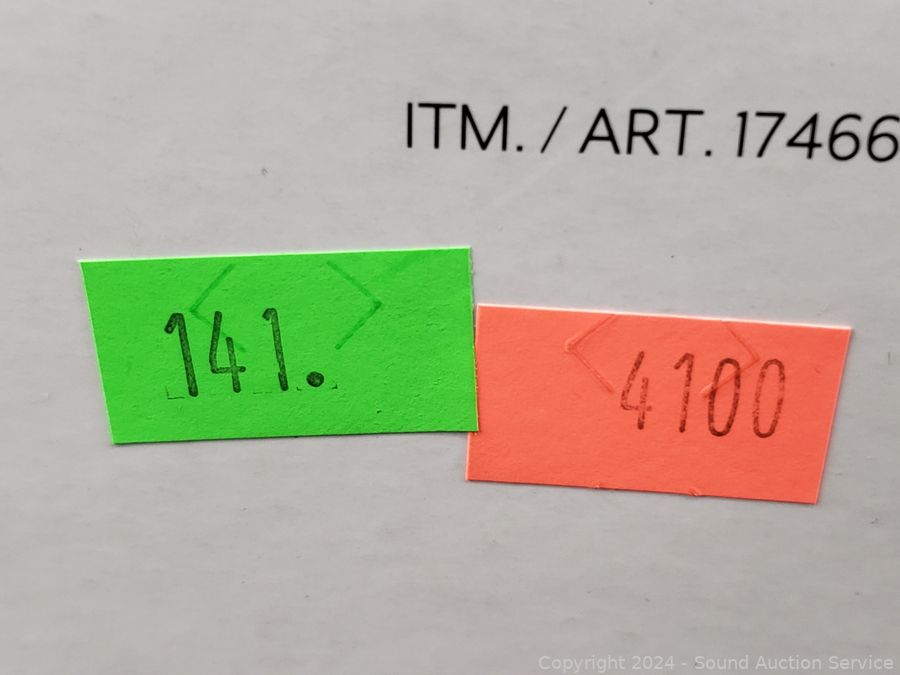 ITM. / ART. 17466
141.
4100
Copyright 2024 - Sound Auction Service